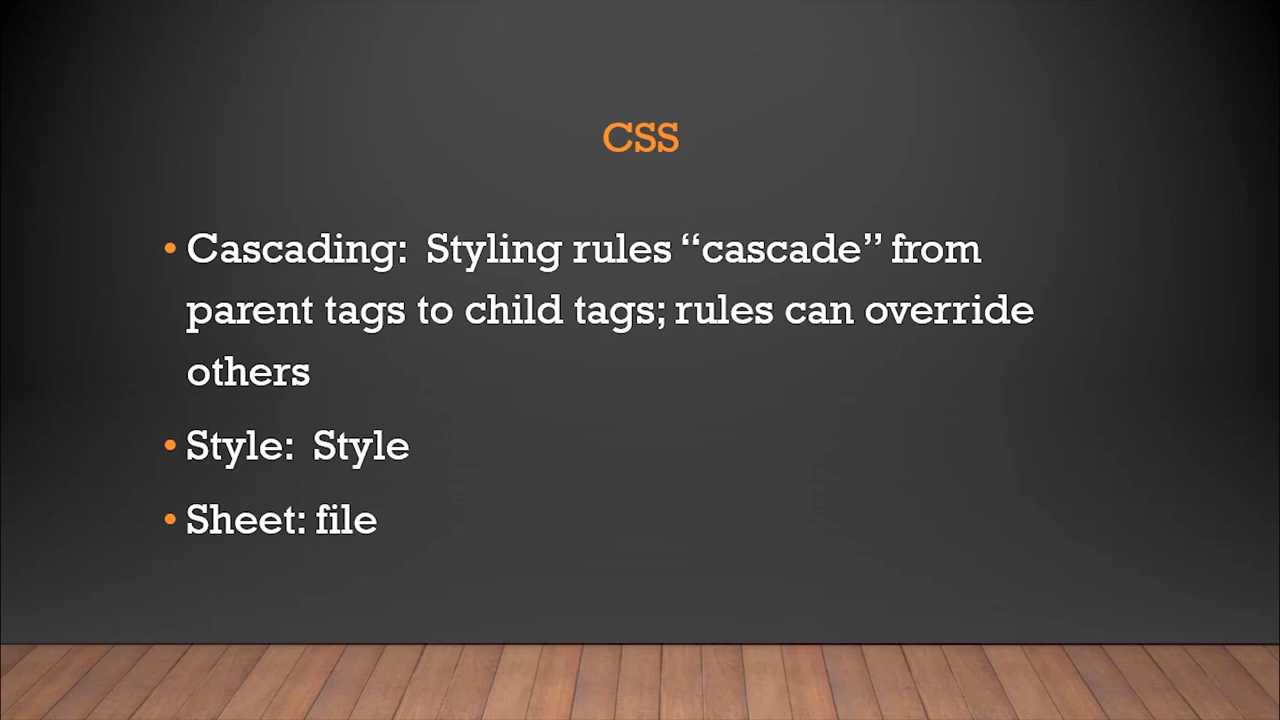 CSS
• Cascading:  Styling rules “cascade” from
parent tags to child tags; rules can override
others
• Style:  Style
• Sheet: file